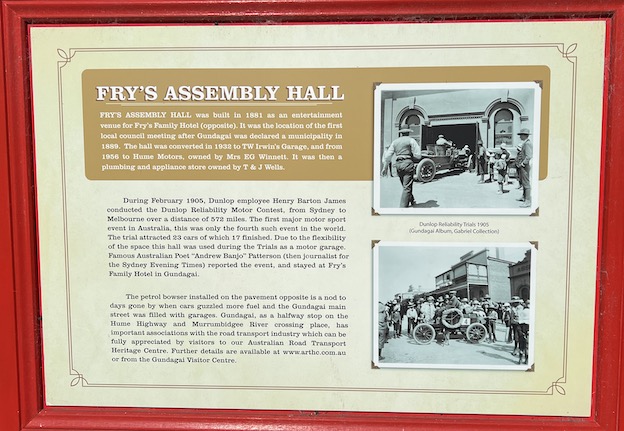 FRY'S ASSEMBLY HALL
FRY'S ASSEMBLY HALL was built in 1881 as an entertainment
venue for Fry's Family Hotel (opposite). It was the location of the first
local council meeting after Gundagai was declared a municipality in
1889. The hall was converted in 1932 to TW Irwin's Garage, and from
1956 to Hume Motors, owned by Mrs EG Winnett. It was then a
plumbing and appliance store owned by T & J Wells.
During February 1905, Dunlop employee Henry Barton James
conducted the Dunlop Reliability Motor Contest, from Sydney to
Melbourne over a distance of 572 miles. The first major motor sport
event in Australia, this was only the fourth such event in the world.
The trial attracted 23 cars of which 17 finished. Due to the flexibility
of the space this hall was used during the Trials as a motor garage.
Famous Australian Poet "Andrew Banjo" Patterson (then journalist for
the Sydney Evening Times) reported the event, and stayed at Fry's
Family Hotel in Gundagai.
The petrol bowser installed on the pavement opposite is a nod to
days gone by when cars guzzled more fuel and the Gundagai main
street was filled with garages. Gundagai, as a halfway stop on the
Hume Highway and Murrumbidgee River crossing place, has
important associations with the road transport industry which can be
fully appreciated by visitors to our Australian Road Transport
Heritage Centre. Further details are available at www.arthc.com.au
or from the Gundagai Visitor Centre.
Dunlop Reliability Trials 1905
(Gundagai Album, Gabriel Collection)